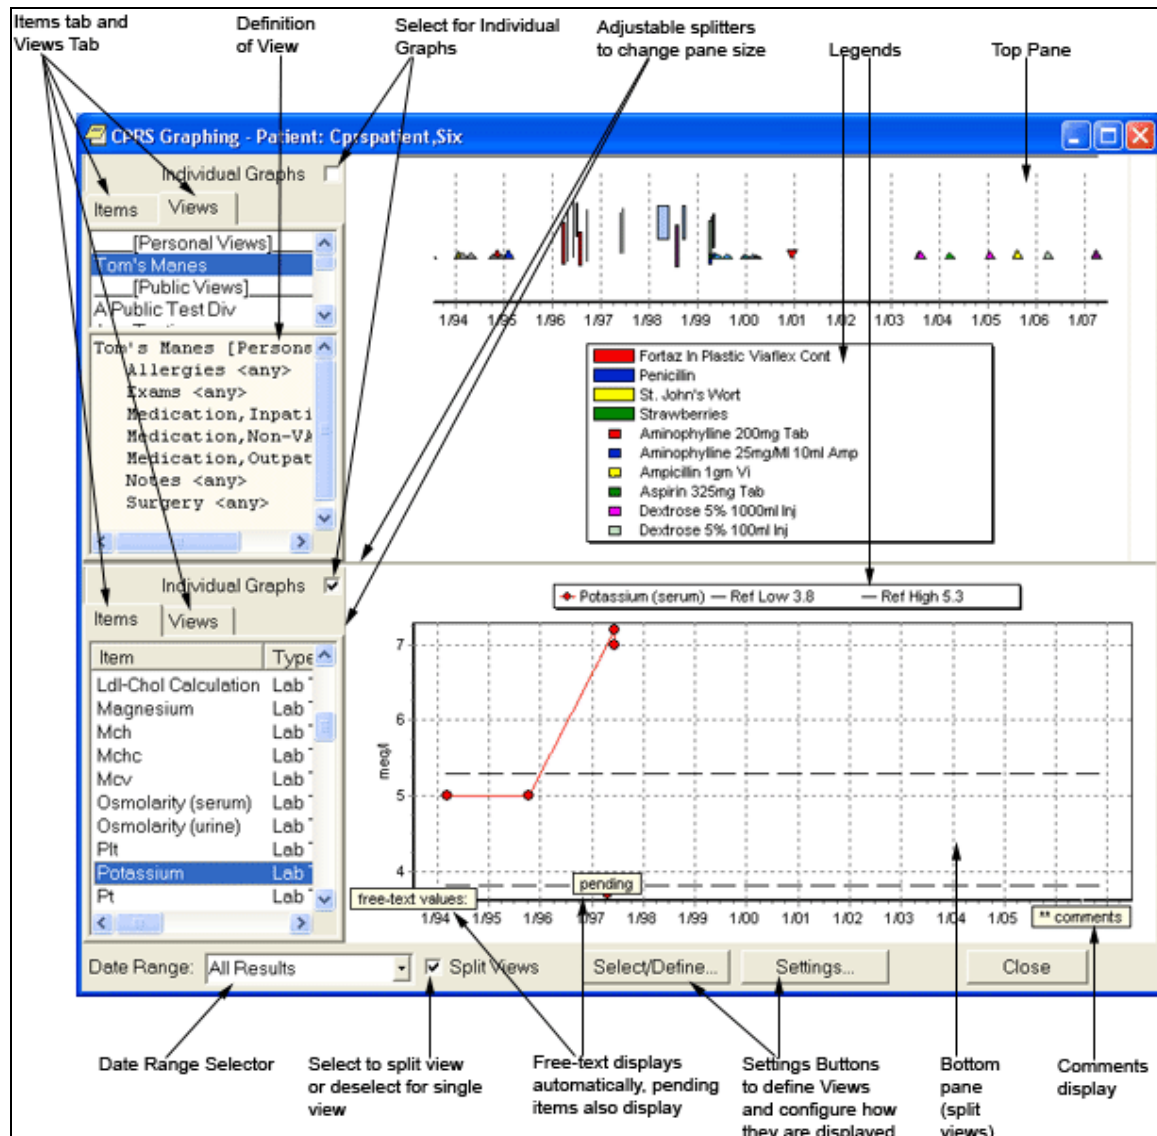 Items tab and
Views Tab
Definition
of View
Select for Individual
Graphs
Adjustable splitters
to change pane size
Legends
Top Pane
CPRS Graphing - Patient: Cprspatient,Six
Individual Graphs
Items
Views
[Personal Views]
Tom's Manes
[Public Views]
A Public Test Div
Tom's Manes [Persona
Allergies <any>
Exams <any>
Medication,Inpati
Medication,Non-VA
Medication,Outpat
Notes <any>
Surgery <any>
1/94 1/95 1/96 1/97 1/98 1/99 1/00 1/01 1/02 1/03 1/04 1/05 1/06 1/07
Fortaz In Plastic Viaflex Cont
Penicillin
St. John's Wort
Strawberries
Aminophylline 200mg Tab
Aminophylline 25mg/Ml 10ml Amp
Ampicillin 1gm Vi
Aspirin 325mg Tab
Dextrose 5% 1000ml Inj
Dextrose 5% 100ml Inj
Individual Graphs
Items
Views
Item Type
Ldl-Chol Calculation Lab
Magnesium Lab
Mch Lab
Mchc Lab
Mcv Lab
Osmolarity (serum) Lab
Osmolarity (urine) Lab
Plt Lab
Potassium Lab
Pt Lab
Potassium (serum) Ref Low 3.8 Ref High 5.3
7
6
5
4
meq/l
free-text values:
pending
1/94 1/95 1/96 1/97 1/98 1/99 1/00 1/01 1/02 1/03 1/04 1/05
** comments
Date Range: All Results
Split Views
Select/Define...
Settings...
Close
Date Range Selector
Select to split view
or deselect for single
view
Free-text displays
automatically, pending
items also display
Settings Buttons
to define Views
and configure how
they are displayed
Bottom
pane
(split
views)
Comments
display